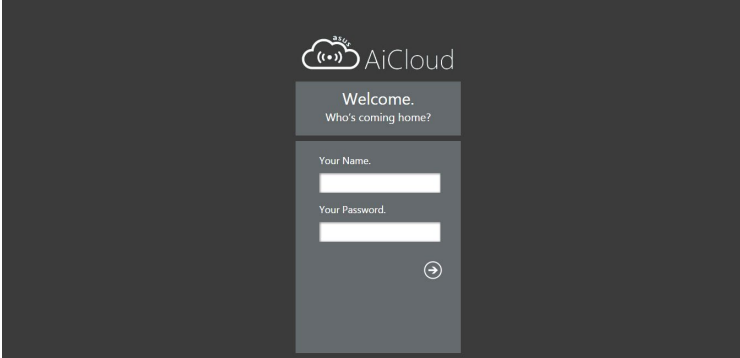 asus
AiCloud
Welcome.
Who's coming home?
Your Name.
Your Password.